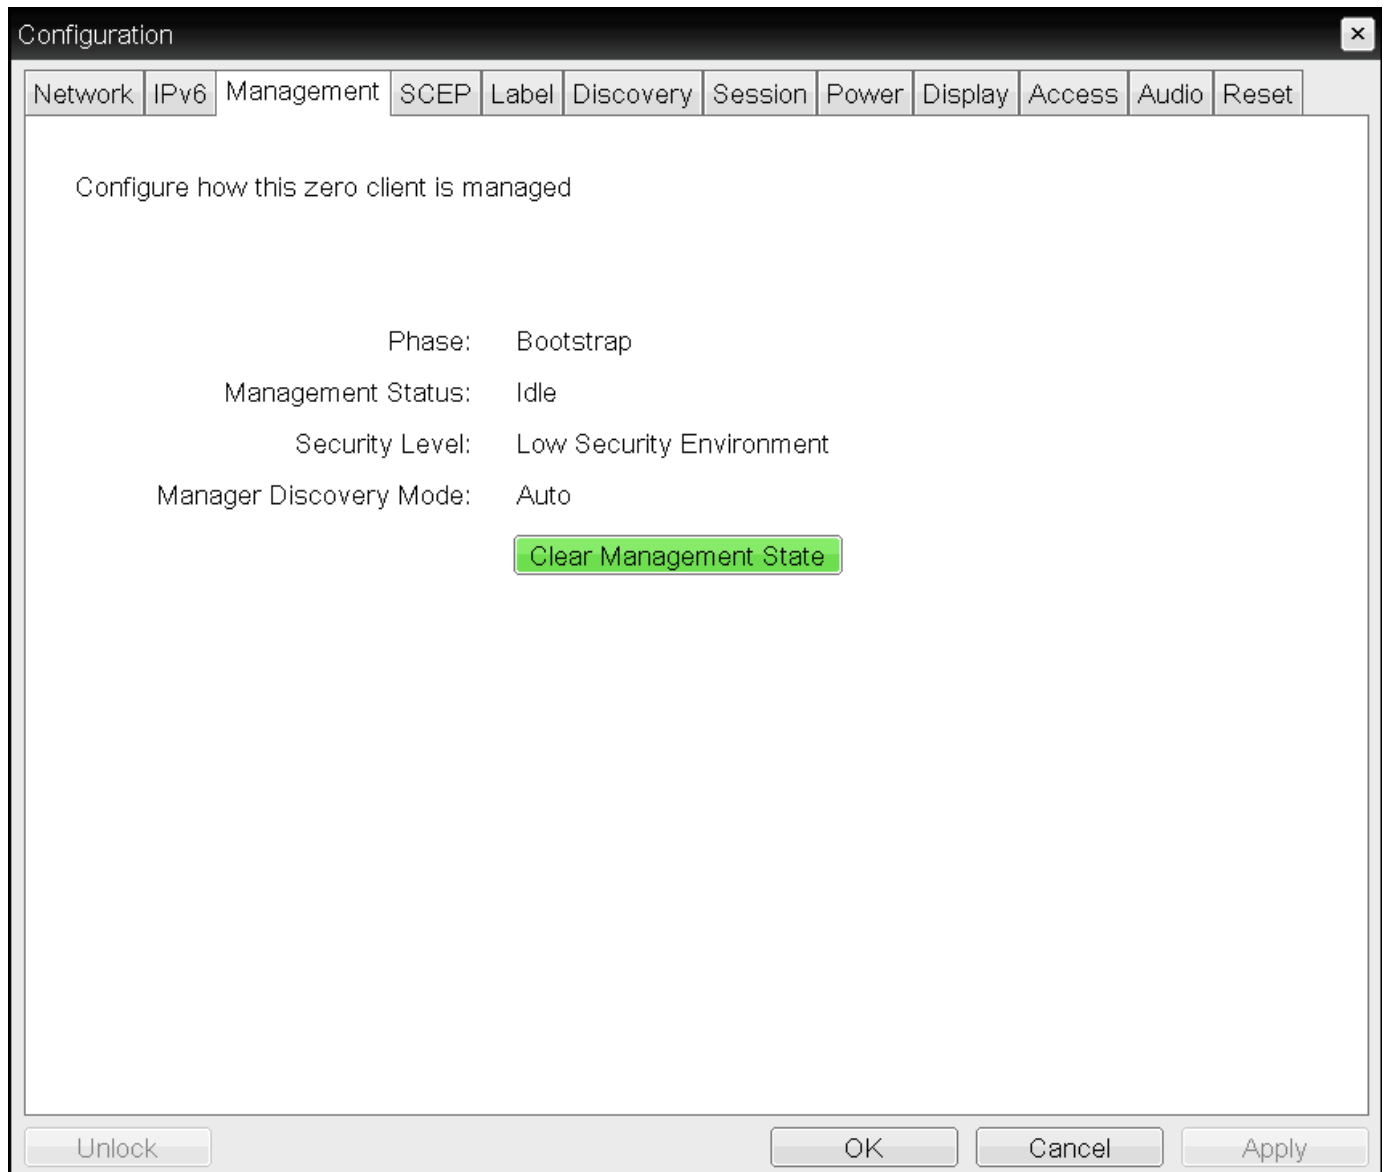 Configuration
Network IPv6 Management SCEP Label Discovery Session Power Display Access Audio Reset
Configure how this zero client is managed
Phase: Bootstrap
Management Status: Idle
Security Level: Low Security Environment
Manager Discovery Mode: Auto
Clear Management State
Unlock OK Cancel Apply